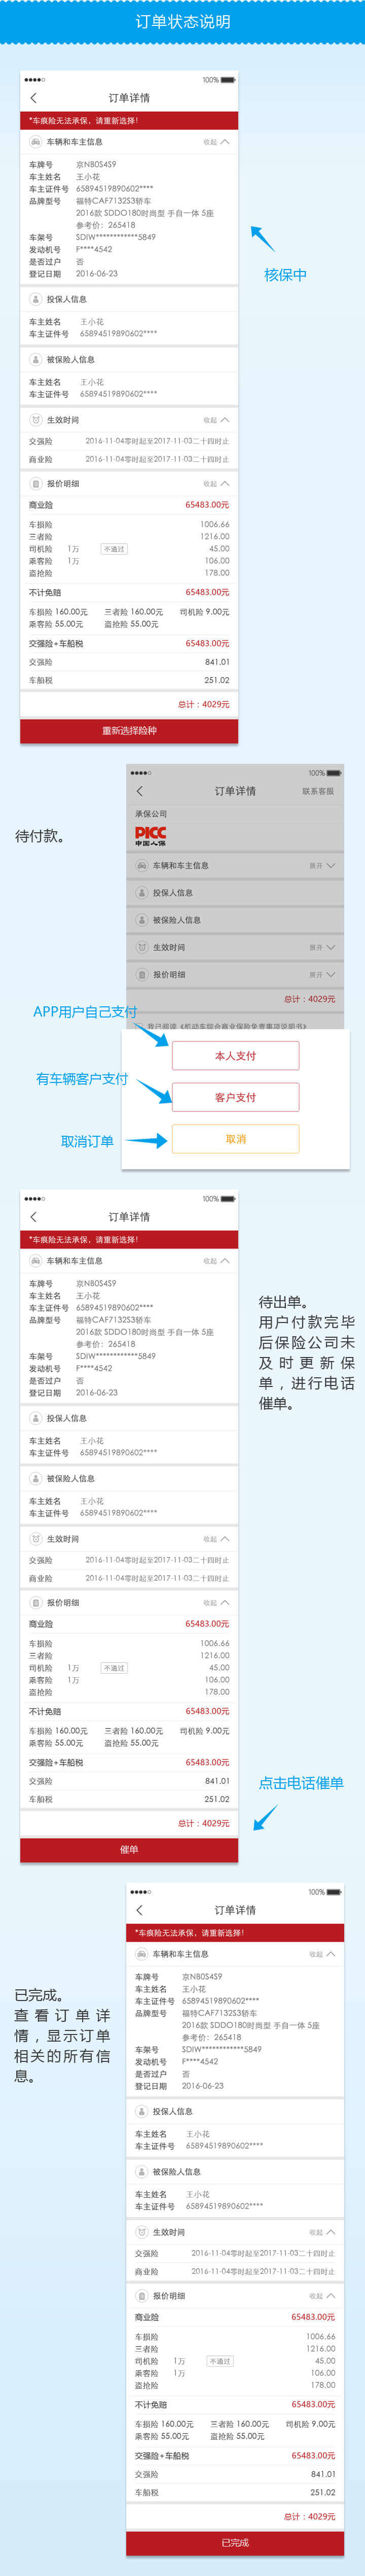 订单状态说明
100%
订单详情
*车痕险无法承保，请重新选择！
车辆和车主信息 收起
车牌号 京N80S4S9
车主姓名 王小花
车主证件号 65894519890602****
品牌型号 福特CAF7132S3轿车
2016款 SDDO180时尚型 手自一体 5座
参考价：265418
车架号 SDIW************5849
发动机号 F****4542
是否过户 否
登记日期 2016-06-23
核保中
投保人信息
车主姓名 王小花
车主证件号 65894519890602****
被保险人信息
车主姓名 王小花
车主证件号 65894519890602****
生效时间 收起
交强险 2016-11-04零时起至2017-11-03二十四时止
商业险 2016-11-04零时起至2017-11-03二十四时止
报价明细 收起
商业险 65483.00元
车损险 1006.66
三者险 1216.00
司机险 1万 不通过 45.00
乘客险 1万 106.00
盗抢险 178.00
不计免赔 65483.00元
车损险 160.00元 三者险 160.00元 司机险 9.00元
乘客险 55.00元 盗抢险 55.00元
交强险+车船税 65483.00元
交强险 841.01
车船税 251.02
总计：4029元
重新选择险种
待付款。
100%
订单详情 联系客服
承保公司
PICC
中国人保
车辆和车主信息 展开
投保人信息
被保险人信息
生效时间 展开
报价明细 展开
总计：4029元
我已阅读《机动车综合商业保险免责事项说明书》
APP用户自己支付
本人支付
有车辆客户支付
客户支付
取消订单
取消
100%
订单详情
*车痕险无法承保，请重新选择！
车辆和车主信息 收起
车牌号 京N80S4S9
车主姓名 王小花
车主证件号 65894519890602****
品牌型号 福特CAF7132S3轿车
2016款 SDDO180时尚型 手自一体 5座
参考价：265418
车架号 SDIW************5849
发动机号 F****4542
是否过户 否
登记日期 2016-06-23
待出单。
用户付款完毕
后保险公司未
及时更新保
单，进行电话
催单。
投保人信息
车主姓名 王小花
车主证件号 65894519890602****
被保险人信息
车主姓名 王小花
车主证件号 65894519890602****
生效时间 收起
交强险 2016-11-04零时起至2017-11-03二十四时止
商业险 2016-11-04零时起至2017-11-03二十四时止
报价明细 收起
商业险 65483.00元
车损险 1006.66
三者险 1216.00
司机险 1万 不通过 45.00
乘客险 1万 106.00
盗抢险 178.00
不计免赔 65483.00元
车损险 160.00元 三者险 160.00元 司机险 9.00元
乘客险 55.00元 盗抢险 55.00元
交强险+车船税 65483.00元
交强险 841.01
车船税 251.02
总计：4029元
点击电话催单
催单
100%
订单详情
*车痕险无法承保，请重新选择！
车辆和车主信息 收起
车牌号 京N80S4S9
车主姓名 王小花
车主证件号 65894519890602****
品牌型号 福特CAF7132S3轿车
2016款 SDDO180时尚型 手自一体 5座
参考价：265418
车架号 SDIW************5849
发动机号 F****4542
是否过户 否
登记日期 2016-06-23
已完成。
查看订单详
情，显示订单
相关的所有信
息。
投保人信息
车主姓名 王小花
车主证件号 65894519890602****
被保险人信息
车主姓名 王小花
车主证件号 65894519890602****
生效时间 收起
交强险 2016-11-04零时起至2017-11-03二十四时止
商业险 2016-11-04零时起至2017-11-03二十四时止
报价明细 收起
商业险 65483.00元
车损险 1006.66
三者险 1216.00
司机险 1万 不通过 45.00
乘客险 1万 106.00
盗抢险 178.00
不计免赔 65483.00元
车损险 160.00元 三者险 160.00元 司机险 9.00元
乘客险 55.00元 盗抢险 55.00元
交强险+车船税 65483.00元
交强险 841.01
车船税 251.02
总计：4029元
已完成